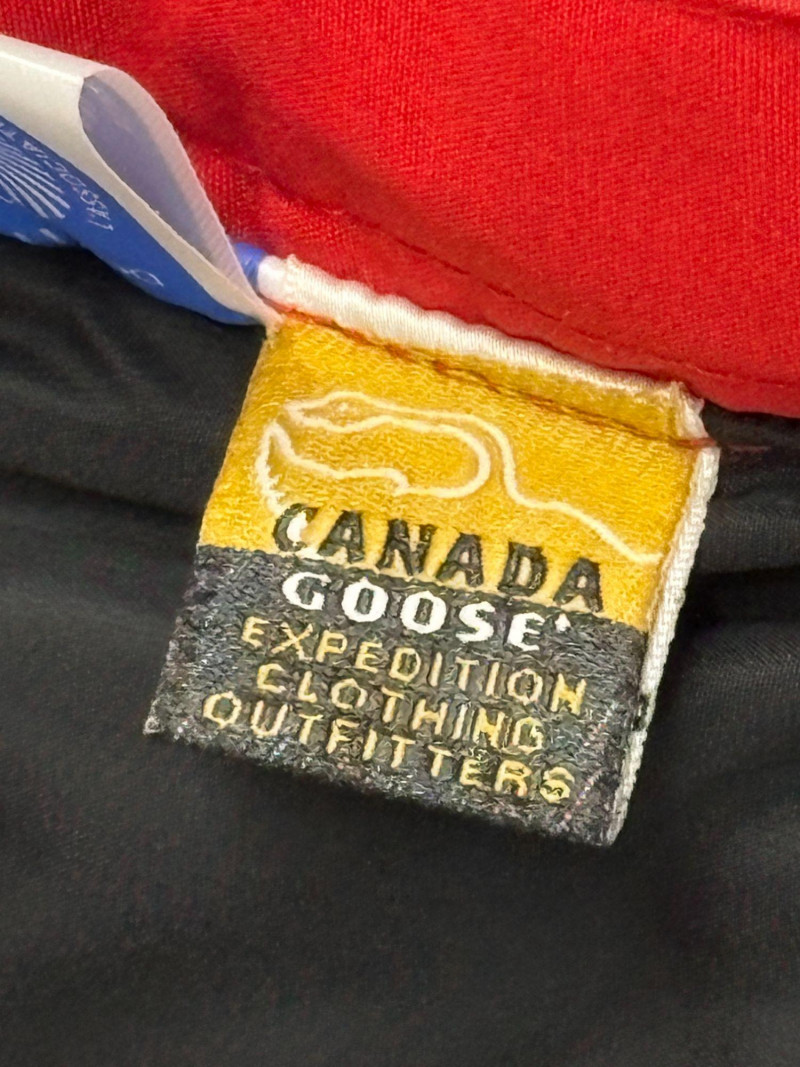 CANADA
GOOSE
EXPEDITION
CLOTHING
OUTFITTERS